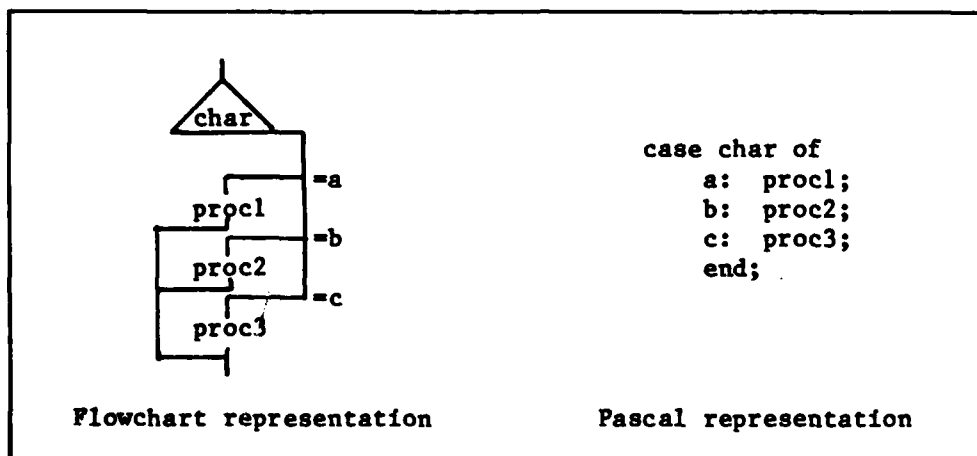 char
=a
proc1
=b
proc2
=c
proc3
Flowchart representation
case char of
a: proc1;
b: proc2;
c: proc3;
end;
Pascal representation